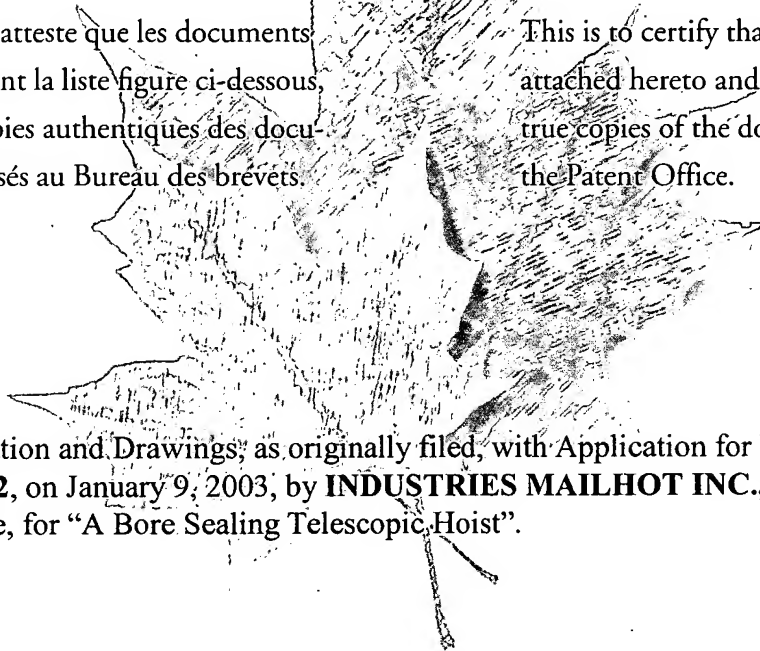 atteste que les documents
nt la liste figure ci-dessous,
pies authentiques des docu-
sés au Bureau des brevets.
This is to certify tha
attached hereto and
true copies of the do
the Patent Office.
tion and Drawings, as originally filed, with Application for
2, on January 9, 2003, by INDUSTRIES MAILHOT INC.,
e, for “A Bore Sealing Telescopic Hoist”.